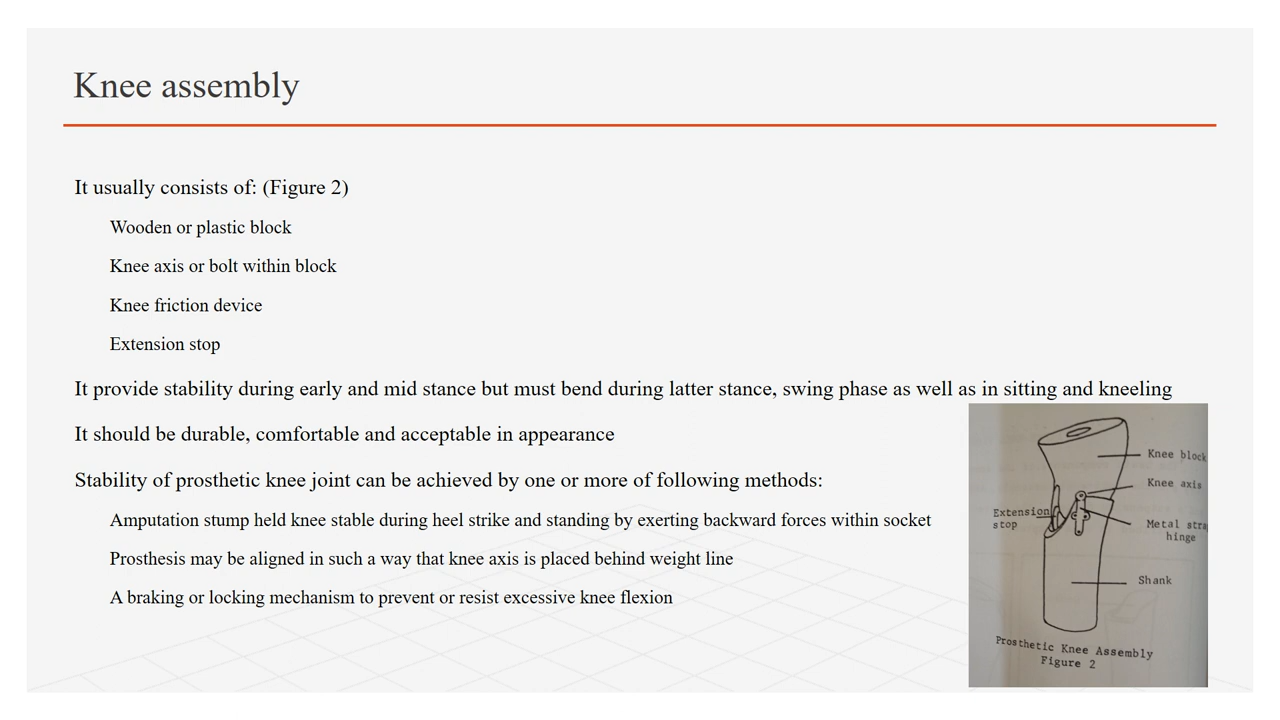 Knee assembly
It usually consists of: (Figure 2)
Wooden or plastic block
Knee axis or bolt within block
Knee friction device
Extension stop
It provide stability during early and mid stance but must bend during latter stance, swing phase as well as in sitting and kneeling
It should be durable, comfortable and acceptable in appearance
Stability of prosthetic knee joint can be achieved by one or more of following methods:
Amputation stump held knee stable during heel strike and standing by exerting backward forces within socket
Prosthesis may be aligned in such a way that knee axis is placed behind weight line
A braking or locking mechanism to prevent or resist excessive knee flexion
Knee block
Knee axis
Extension
stop
Metal stra
hinge
Shank
Prosthetic Knee Assembly
Figure 2